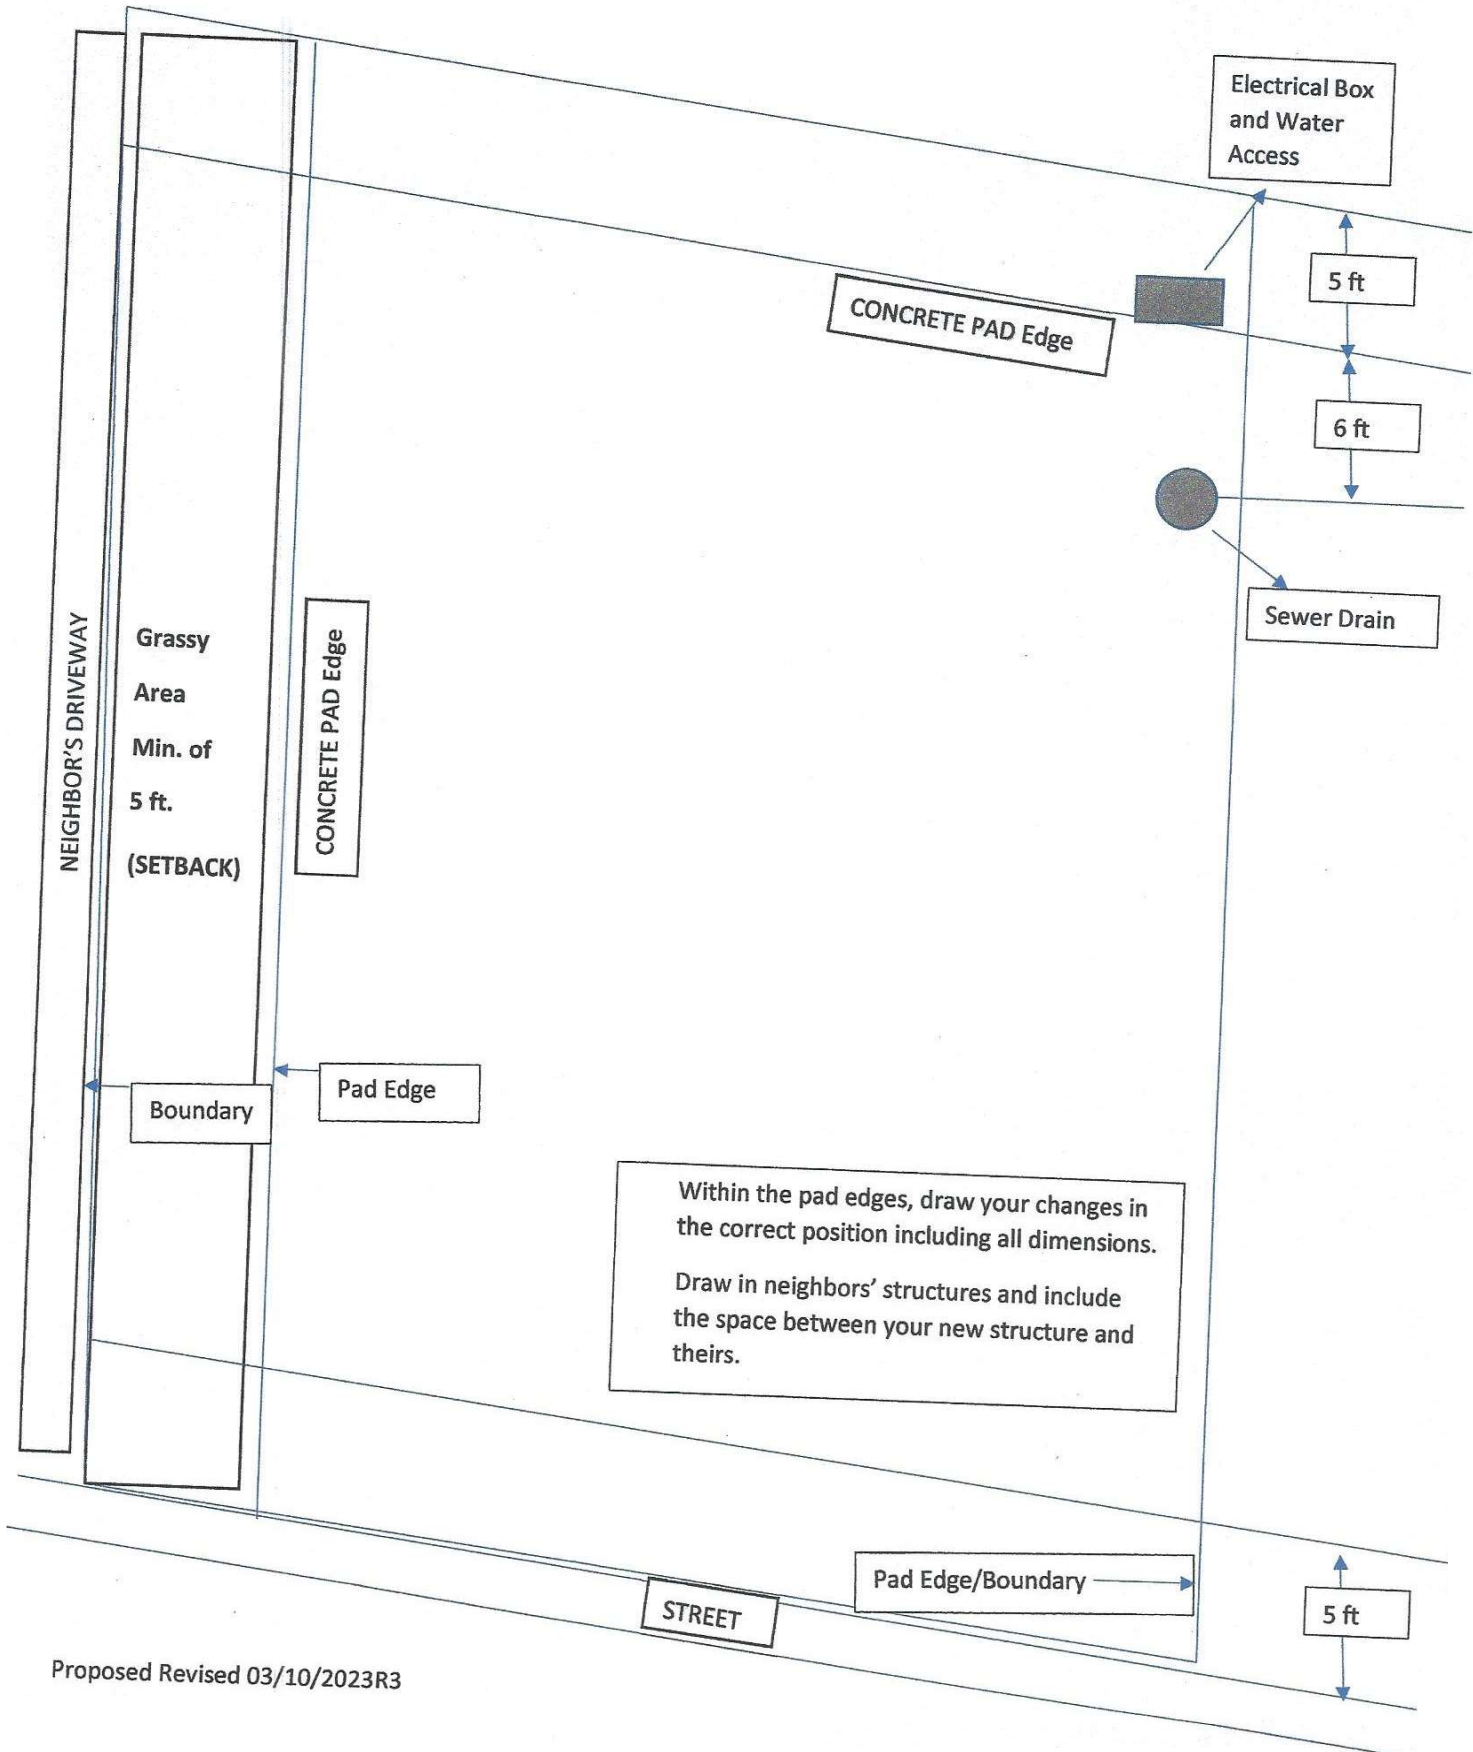 Electrical Box
and Water
Access
5 ft
CONCRETE PAD Edge
6 ft
Sewer Drain
NEIGHBOR'S DRIVEWAY
Grassy
Area
Min. of
5 ft.
(SETBACK)
CONCRETE PAD Edge
Boundary
Pad Edge
Within the pad edges, draw your changes in
the correct position including all dimensions.
Draw in neighbors' structures and include
the space between your new structure and
theirs.
Pad Edge/Boundary
STREET
5 ft
Proposed Revised 03/10/2023R3